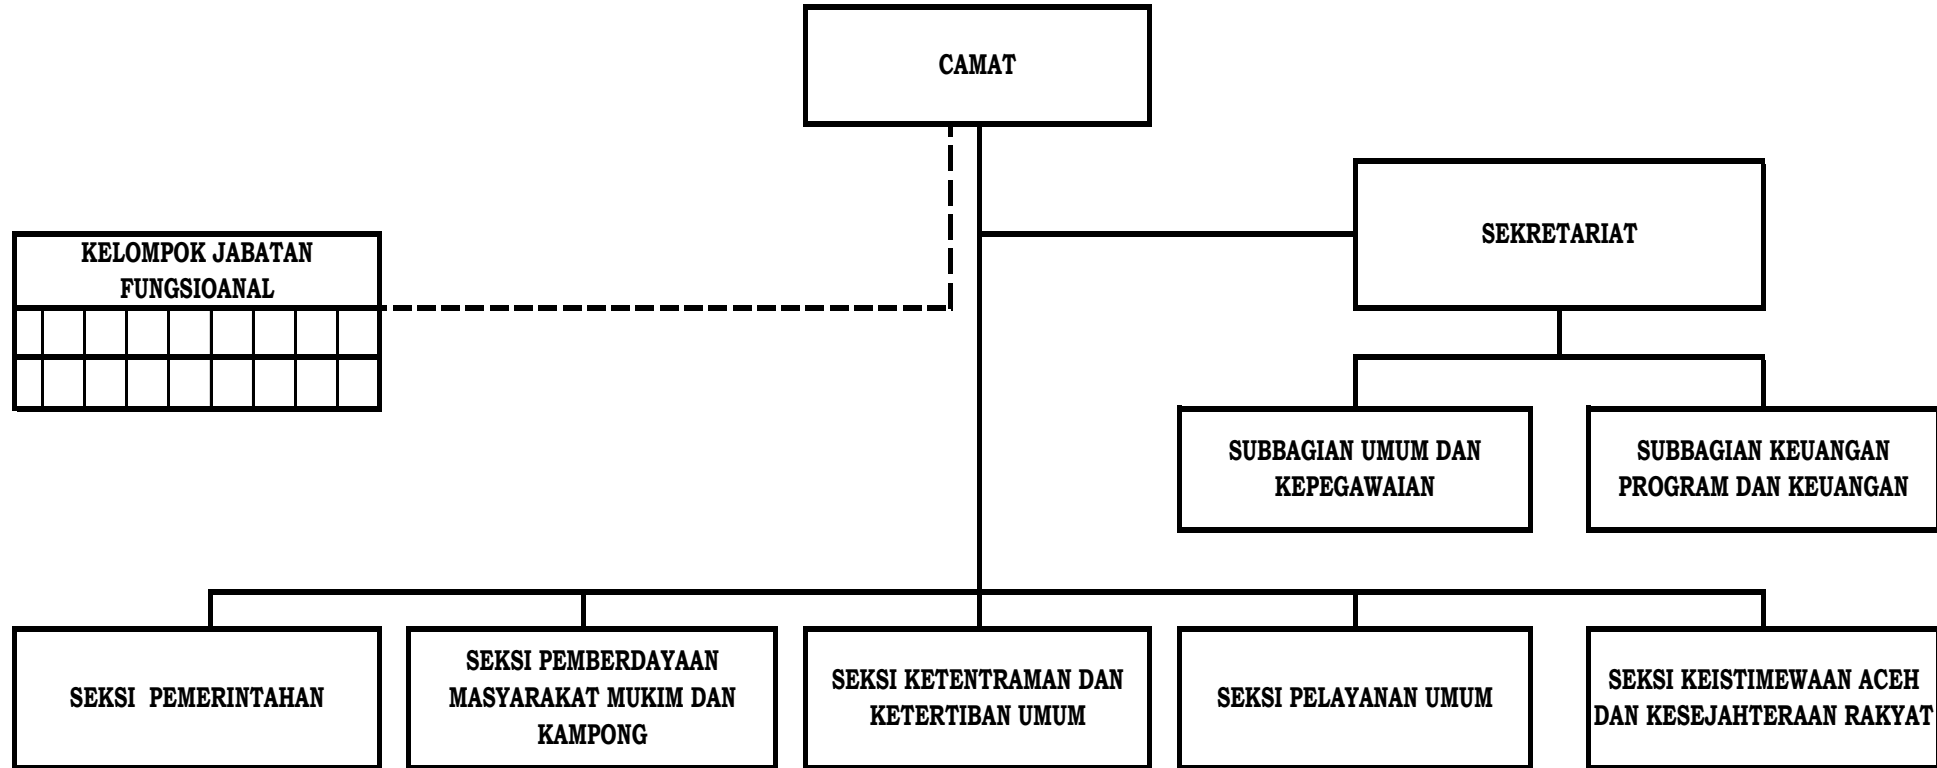 CAMAT
SEKRETARIAT
KELOMPOK JABATAN
FUNGSIOANAL
SUBBAGIAN UMUM DAN
KEPEGAWAIAN
SUBBAGIAN KEUANGAN
PROGRAM DAN KEUANGAN
SEKSI PEMERINTAHAN
SEKSI PEMBERDAYAAN
MASYARAKAT MUKIM DAN
KAMPONG
SEKSI KETENTRAMAN DAN
KETERTIBAN UMUM
SEKSI PELAYANAN UMUM
SEKSI KEISTIMEWAAN ACEH
DAN KESEJAHTERAAN RAKYAT